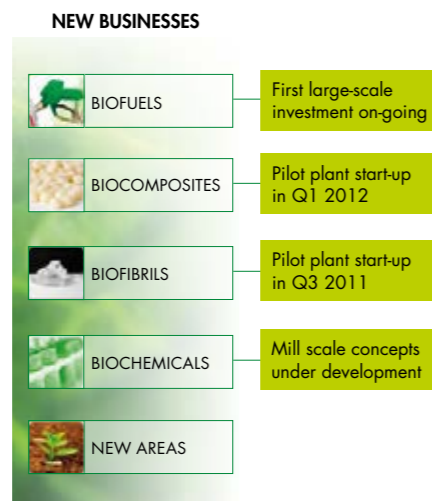 NEW BUSINESSES
BIOFUELS
First large-scale
investment on-going
BIOCOMPOSITES
Pilot plant start-up
in Q1 2012
BIOFIBRILS
Pilot plant start-up
in Q3 2011
BIOCHEMICALS
Mill scale concepts
under development
NEW AREAS